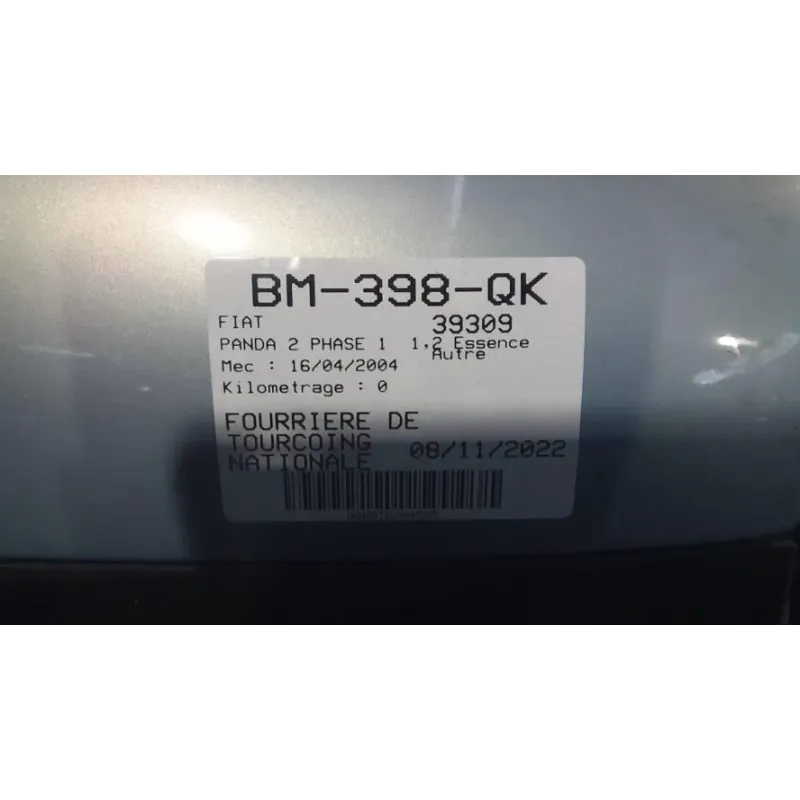 BM-398-QK
FIAT 39309
PANDA 2 PHASE 1 1.2 Essence
Autre
Mec : 16/04/2004
Kilometrage : 0
FOURRIERE DE
TOURCOING 08/11/2022
NATIONALE